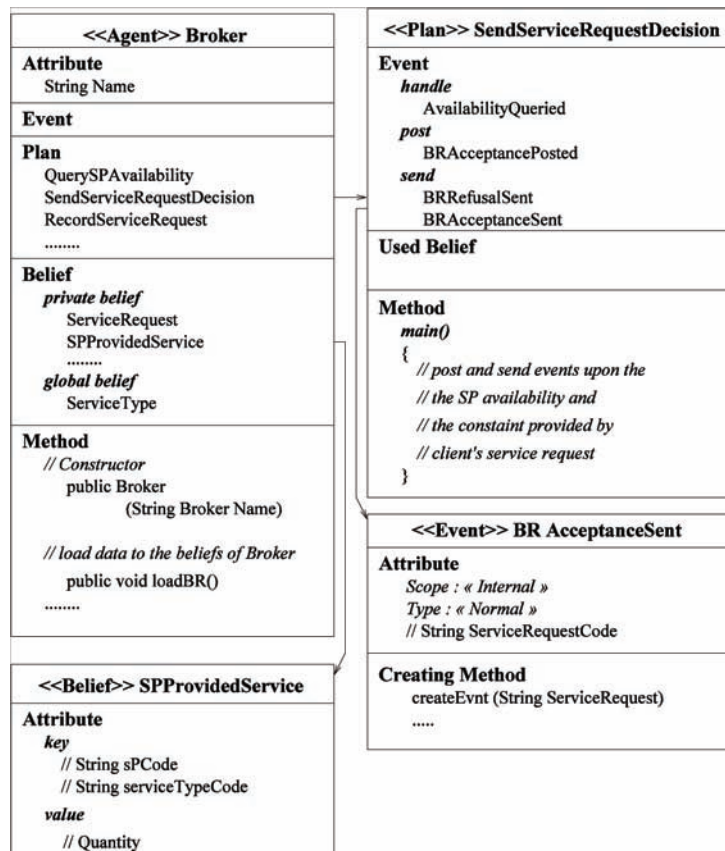 <<Agent>> Broker
Attribute
String Name
Event
Plan
QuerySPAvailability
SendServiceRequestDecision
RecordServiceRequest
........
Belief
private belief
ServiceRequest
SPProvidedService
........
global belief
ServiceType
Method
// Constructor
public Broker
(String Broker Name)
// load data to the beliefs of Broker
public void loadBR()
........
<<Belief>> SPProvidedService
Attribute
key
// String sPCode
// String serviceTypeCode
value
// Quantity
<<Plan>> SendServiceRequestDecision
Event
handle
AvailabilityQueried
post
BRAcceptancePosted
send
BRRefusalSent
BRAcceptanceSent
Used Belief
Method
main()
{
// post and send events upon the
// the SP availability and
// the constaint provided by
// client's service request
}
<<Event>> BR AcceptanceSent
Attribute
Scope : « Internal »
Type : « Normal »
// String ServiceRequestCode
Creating Method
createEvnt (String ServiceRequest)
.....